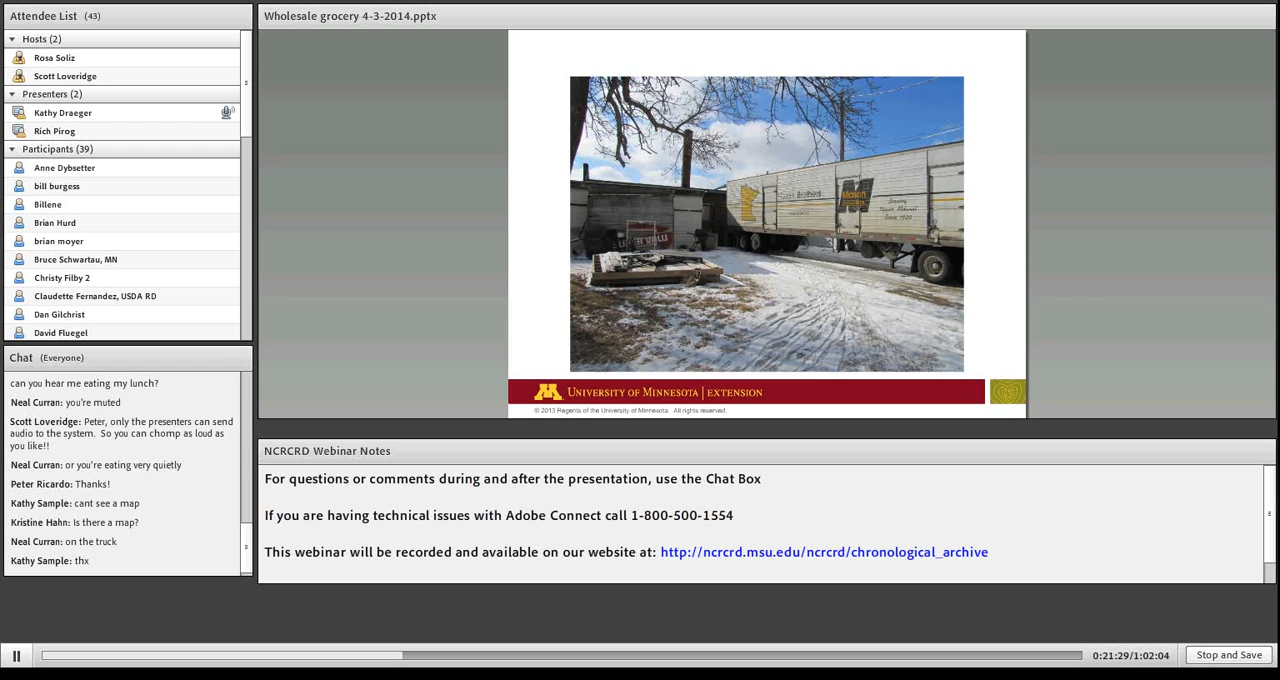 Attendee List (43)
Hosts (2)
Rosa Soliz
Scott Loveridge
Presenters (2)
Kathy Draeger
Rich Pirog
Participants (39)
Anne Dybsetter
bill burgess
Billene
Brian Hurd
brian moyer
Bruce Schwartau, MN
Christy Filby 2
Claudette Fernandez, USDA RD
Dan Gilchrist
David Fluegel
Chat (Everyone)
can you hear me eating my lunch?
Neal Curran: you're muted
Scott Loveridge: Peter, only the presenters can send
audio to the system. So you can chomp as loud as
you like!!
Neal Curran: or you're eating very quietly
Peter Ricardo: Thanks!
Kathy Sample: cant see a map
Kristine Hahn: Is there a map?
Neal Curran: on the truck
Kathy Sample: thx
Wholesale grocery 4-3-2014.pptx
Mason Brothers
Mason
Since 1920
UPER VALU
UNIVERSITY OF MINNESOTA | EXTENSION
© 2013 Regents of the University of Minnesota. All rights reserved.
NCRCRD Webinar Notes
For questions or comments during and after the presentation, use the Chat Box
If you are having technical issues with Adobe Connect call 1-800-500-1554
This webinar will be recorded and available on our website at: http://ncrcrd.msu.edu/ncrcrd/chronological_archive
0:21:29/1:02:04
Stop and Save